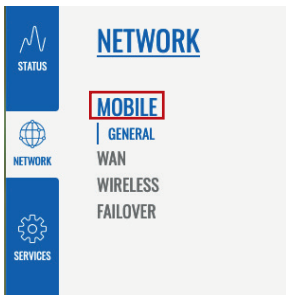 STATUS
NETWORK
SERVICES
NETWORK
MOBILE
GENERAL
WAN
WIRELESS
FAILOVER